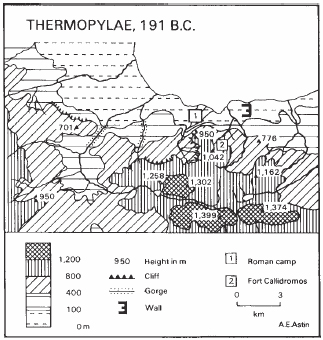 THERMOPYLAE, 191 B.C.
1
701
950
776
2
1,042
1,258
1,302
1,162
950
1,399
1,374
1,200
800
400
100
0 m
950 Height in m
Cliff
Gorge
Wall
1 Roman camp
2 Fort Callidromos
0 3
km
A.E.Astin